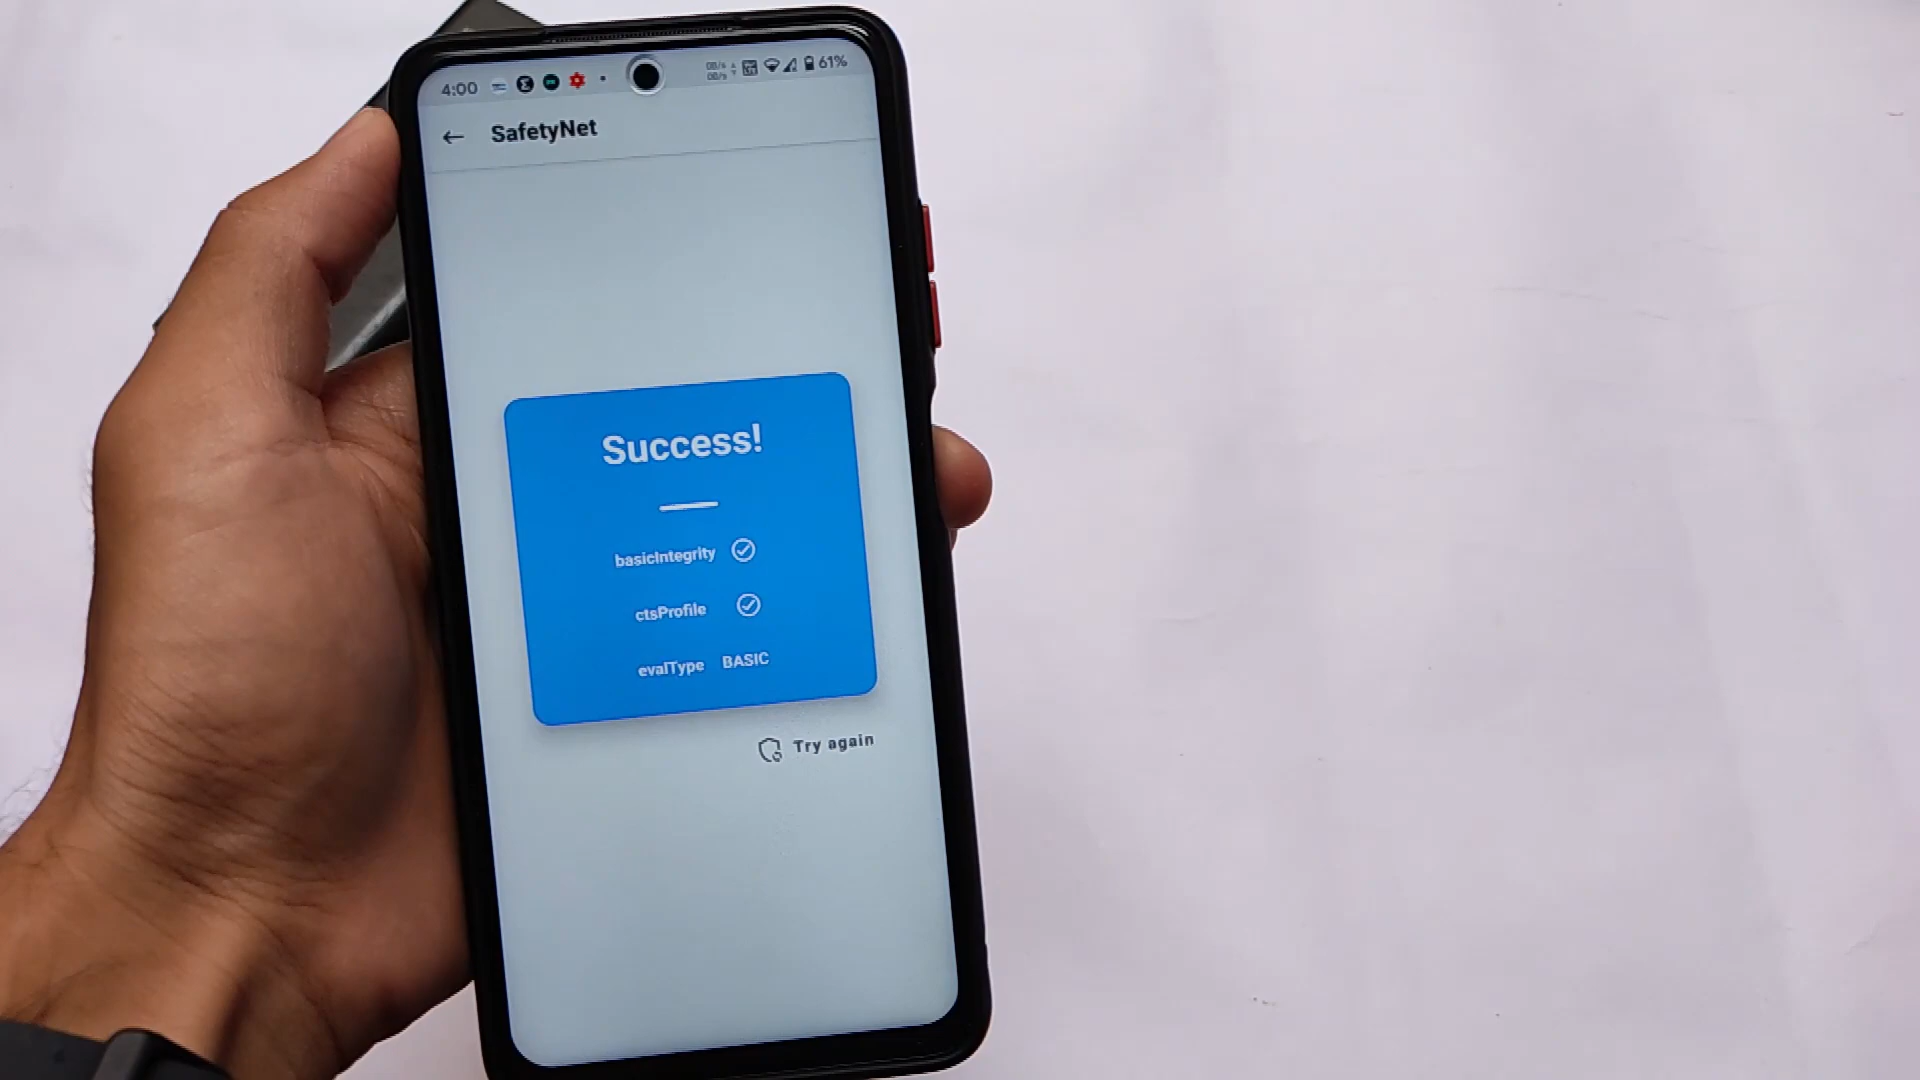 4:00 61%
SafetyNet
Success!
basicIntegrity
ctsProfile
evalType BASIC
Try again